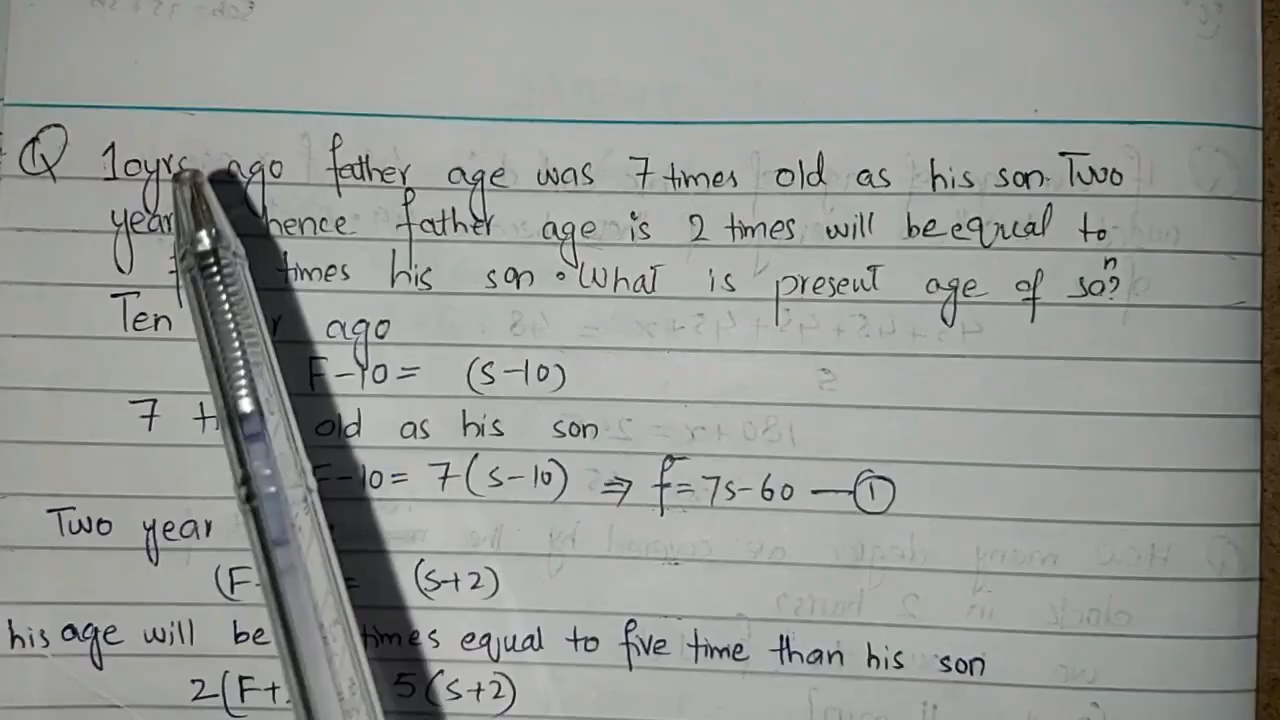 Q 10yrs ago father age was 7 times old as his son. Two
hence father age is 2 times will be equal to
times his son. What is present age of son?
Ten ago
F-10= (s-10)
7 old as his son
F-10= 7(s-10) ⇒ f=7s-60 —①
Two year
(F = (s+2)
his age will be times equal to five time than his son
2(F+ 5(s+2)